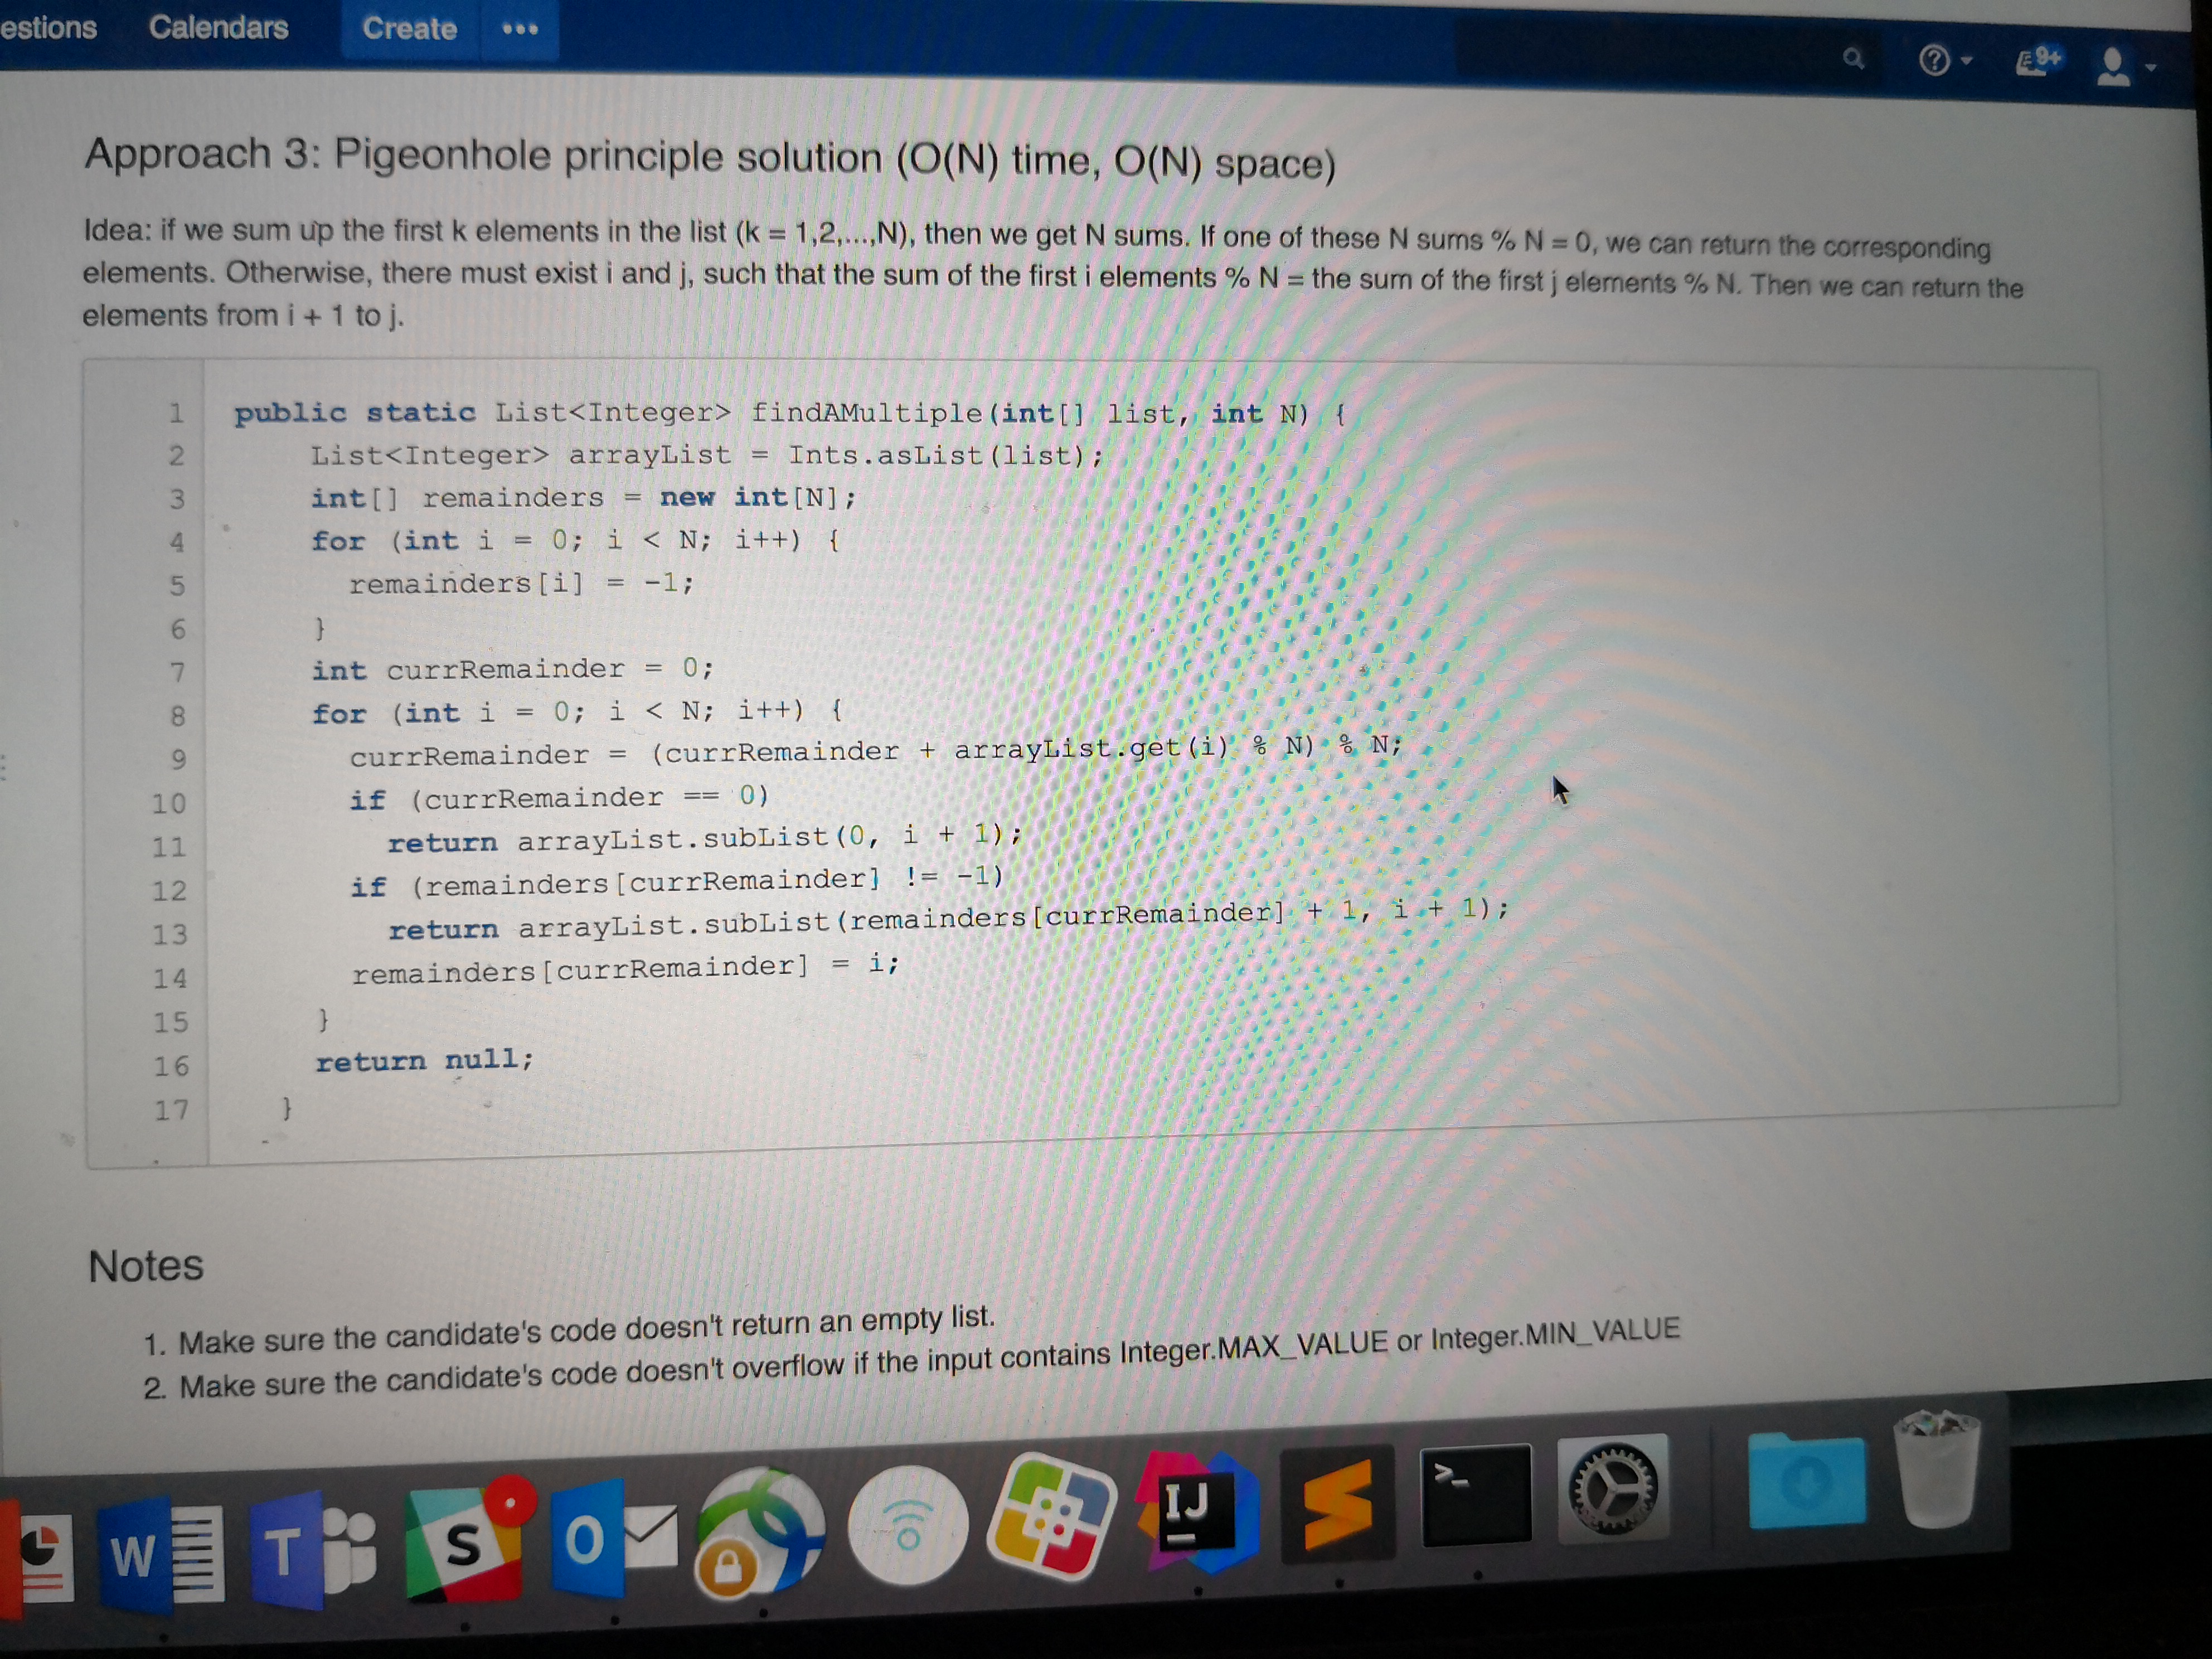 estions Calendars Create •••
9+
Approach 3: Pigeonhole principle solution (O(N) time, O(N) space)
Idea: if we sum up the first k elements in the list (k = 1,2,...,N), then we get N sums. If one of these N sums % N = 0, we can return the corresponding
elements. Otherwise, there must exist i and j, such that the sum of the first i elements % N = the sum of the first j elements % N. Then we can return the
elements from i + 1 to j.
1 public static List<Integer> findAMultiple(int[] list, int N) {
2 List<Integer> arrayList = Ints.asList(list);
3 int[] remainders = new int[N];
4 for (int i = 0; i < N; i++) {
5 remainders[i] = -1;
6 }
7 int currRemainder = 0;
8 for (int i = 0; i < N; i++) {
9 currRemainder = (currRemainder + arrayList.get(i) % N) % N;
10 if (currRemainder == 0)
11 return arrayList.subList(0, i + 1);
12 if (remainders[currRemainder] != -1)
13 return arrayList.subList(remainders[currRemainder] + 1, i + 1);
14 remainders[currRemainder] = i;
15 }
16 return null;
17 }
Notes
1. Make sure the candidate's code doesn't return an empty list.
2. Make sure the candidate's code doesn't overflow if the input contains Integer.MAX_VALUE or Integer.MIN_VALUE
W T S O IJ S >_